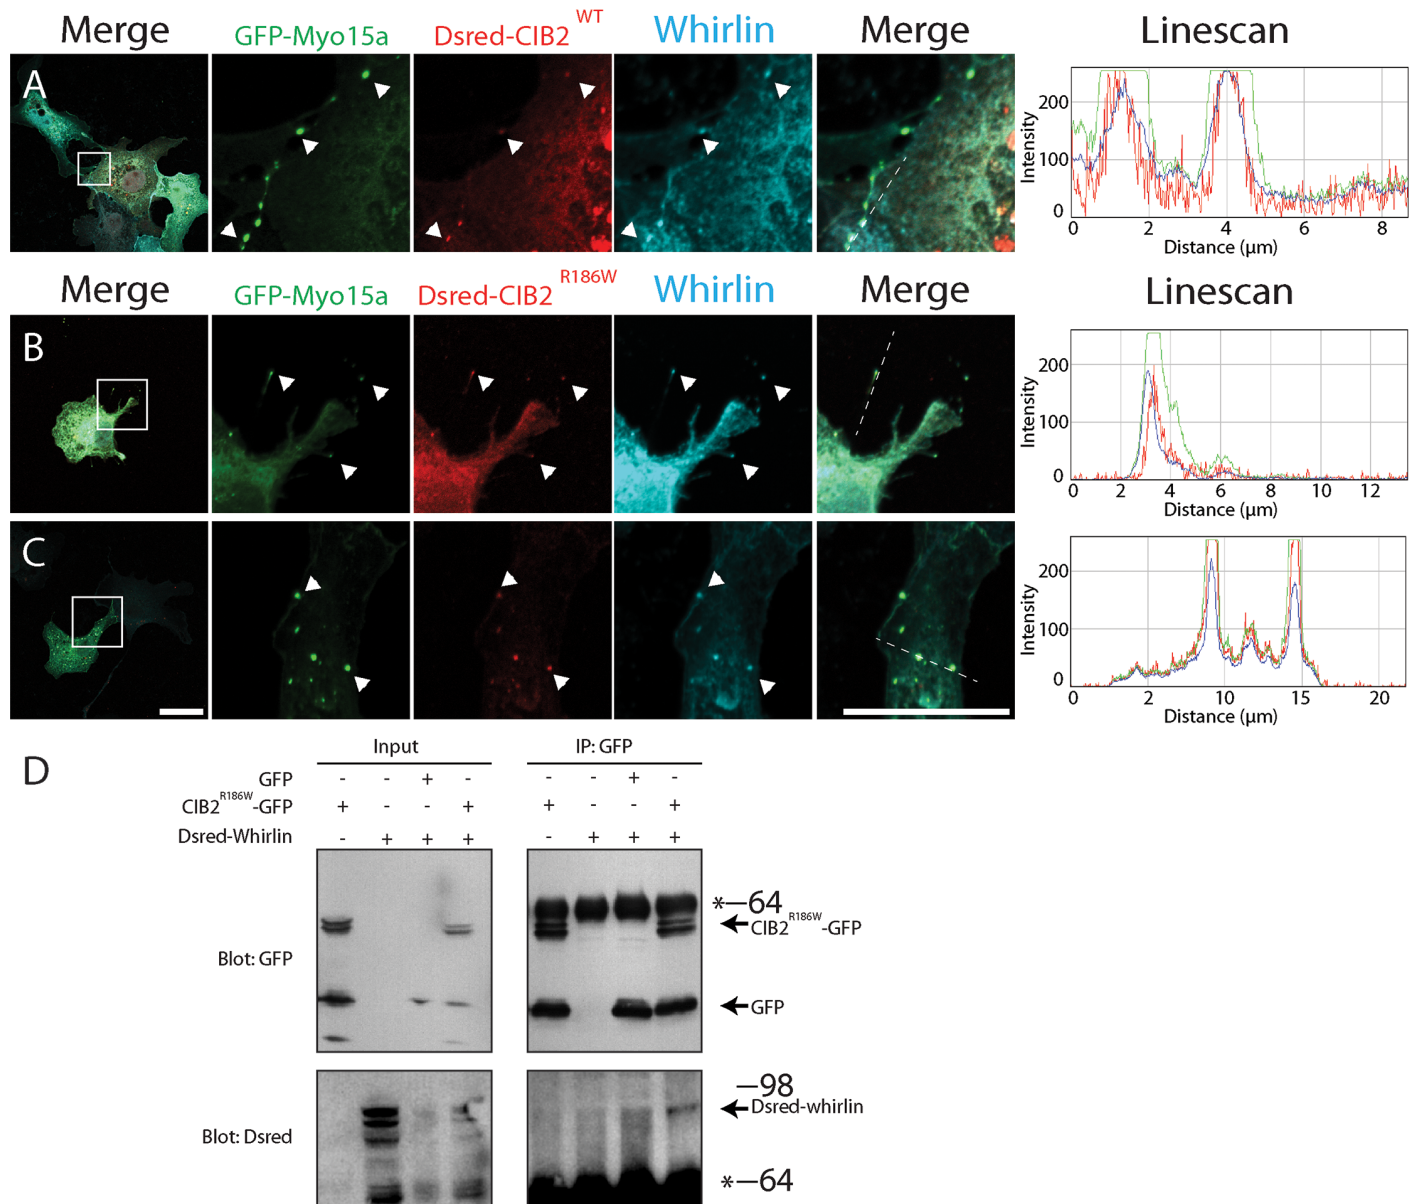 Merge GFP-Myo15a Dsred-CIB2 WT Whirlin Merge Linescan
A
Intensity
200
100
0
0 2 4 6 8
Distance (µm)
Merge GFP-Myo15a Dsred-CIB2 R186W Whirlin Merge Linescan
B
Intensity
200
100
0
0 2 4 6 8 10 12
Distance (µm)
C
Intensity
200
100
0
0 2 10 15 20
Distance (µm)
D
Input IP: GFP
GFP - - + - - - + -
CIB2R186W-GFP + - - + + - - +
Dsred-Whirlin - + + + - + + +
*—64
CIB2R186W-GFP
Blot: GFP
GFP
—98
Dsred-whirlin
Blot: Dsred
*—64